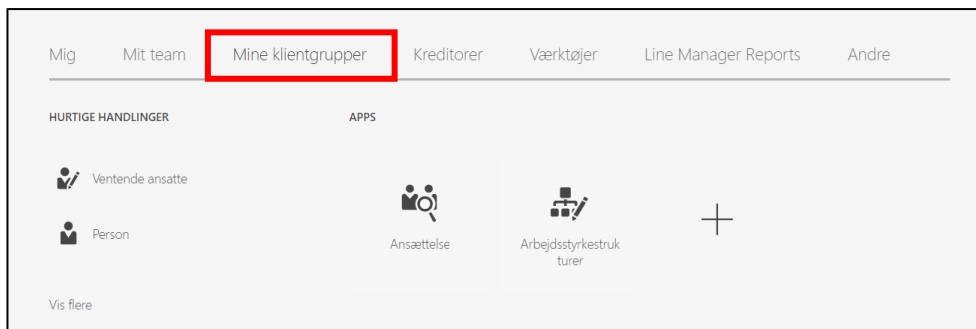 Mig Mit team Mine klientgrupper Kreditorer Værktøjer Line Manager Reports Andre
HURTIGE HANDLINGER
APPS
Ventende ansatte
Person
Vis flere
Ansættelse
Arbejdsstyrkestruk
turer